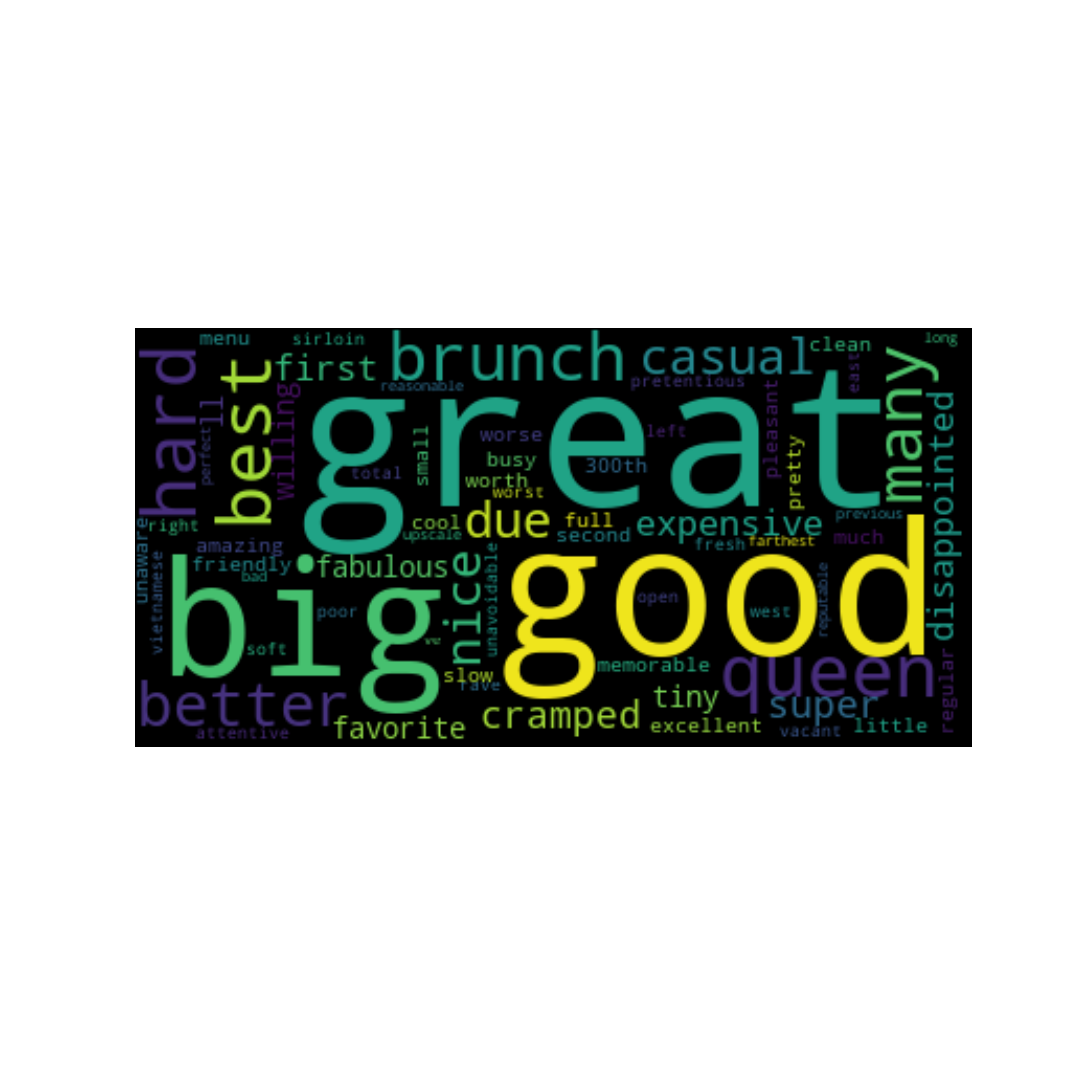 menu
sirloin
long
brunch
casual
clean
hard
first
best
reasonable
pretentious
east
great
many
willing
ll
perfect
pleasant
disappointed
small
worse
left
busy
300th
total
worth
worst
pretty
right
unaware
cool
due
full
expensive
previous
upscale
second
much
amazing
fresh
farthest
friendly
fabulous
bad
vietnamese
big
good
nice
unavoidable
poor
open
west
reputable
soft
slow
rave
memorable
queen
regular
better
tiny
super
favorite
cramped
excellent
little
attentive
vacant